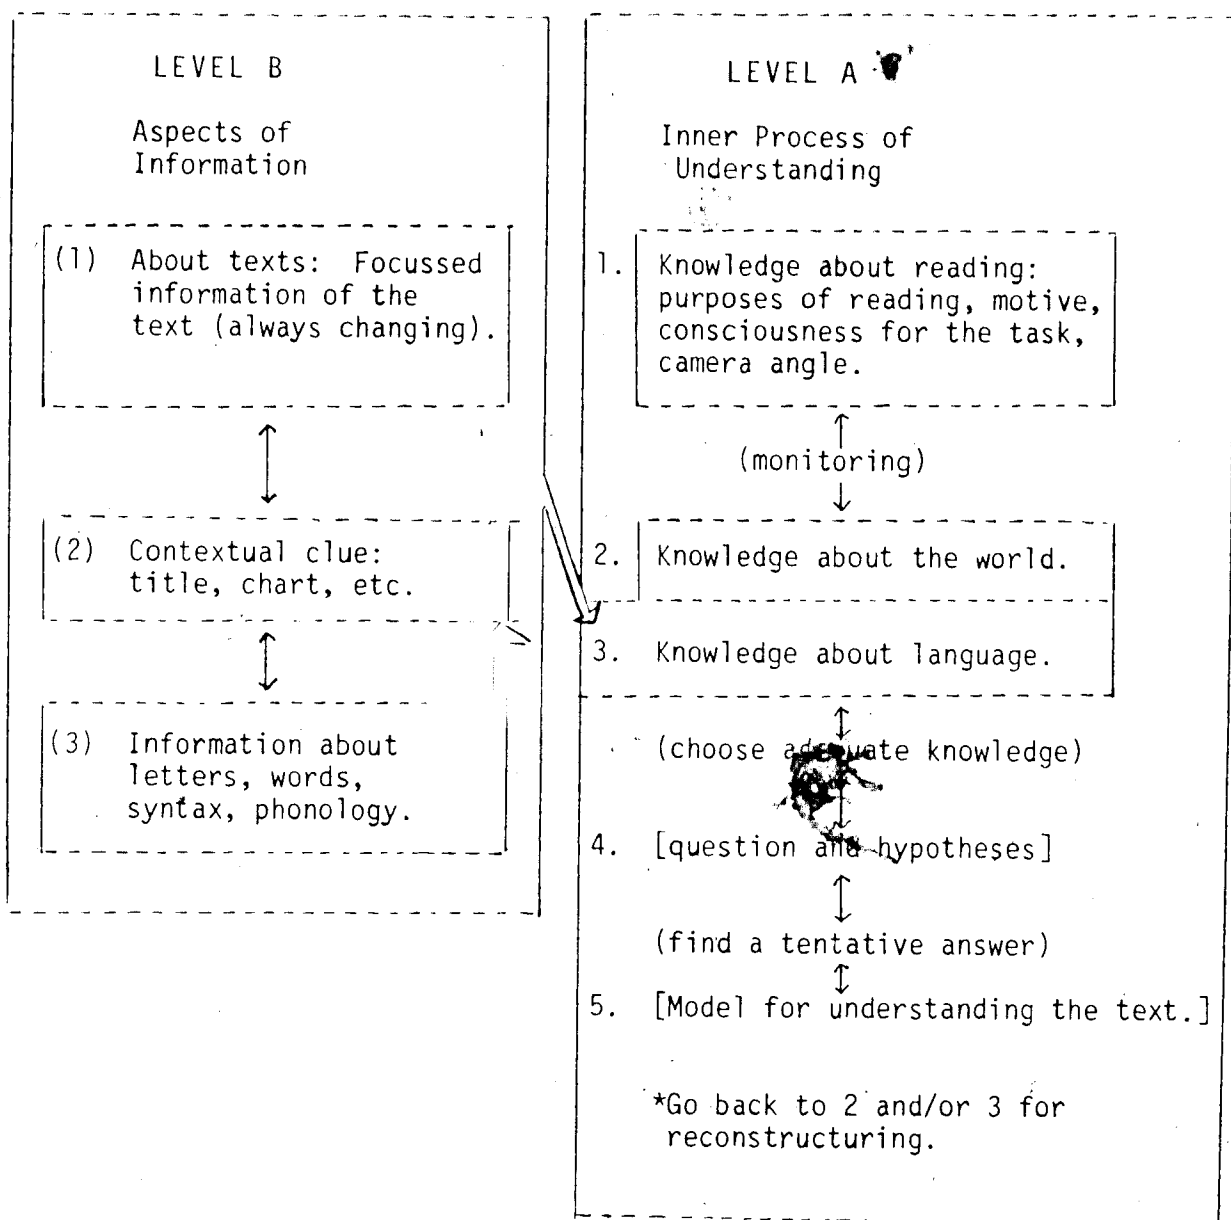 LEVEL B
Aspects of
Information
(1) About texts: Focussed
information of the
text (always changing).
(2) Contextual clue:
title, chart, etc.
(3) Information about
letters, words,
syntax, phonology.
LEVEL A *
Inner Process of
Understanding
1. Knowledge about reading:
purposes of reading, motive,
consciousness for the task,
camera angle.
(monitoring)
2. Knowledge about the world.
3. Knowledge about language.
(choose adequate knowledge)
4. [question and hypotheses]
(find a tentative answer)
5. [Model for understanding the text.]
*Go back to 2 and/or 3 for
reconstructuring.